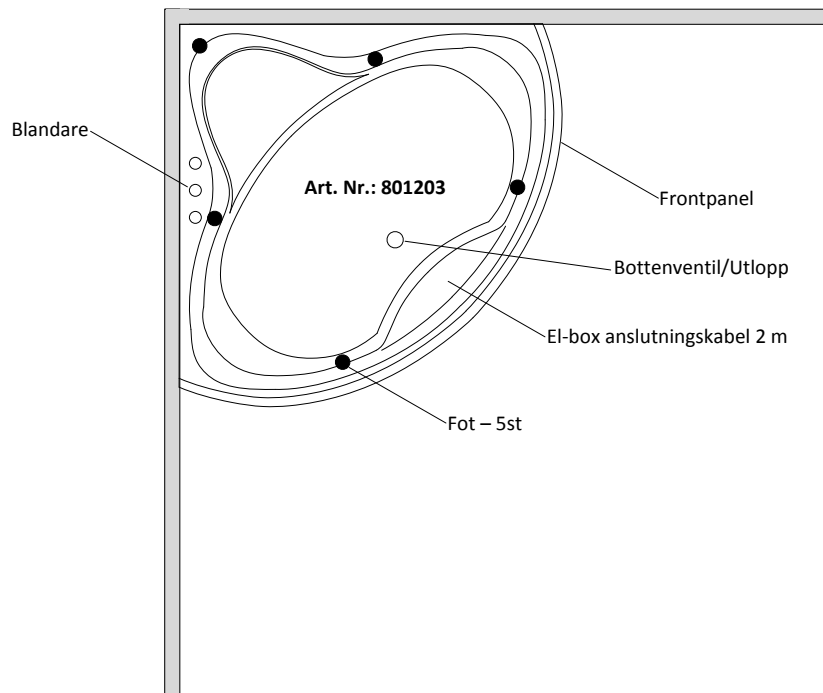 Blandare
Art. Nr.: 801203
Frontpanel
Bottenventil/Utlopp
El-box anslutningskabel 2 m
Fot – 5st